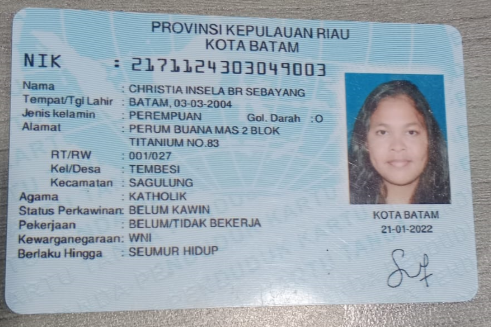 PROVINSI KEPULAUAN RIAU
KOTA BATAM
NIK : 2171124303049003
Nama : CHRISTIA INSELA BR SEBAYANG
Tempat/Tgl Lahir : BATAM, 03-03-2004
Jenis kelamin : PEREMPUAN Gol. Darah : O
Alamat : PERUM BUANA MAS 2 BLOK
TITANIUM NO.83
RT/RW : 001/027
Kel/Desa : TEMBESI
Kecamatan : SAGULUNG
Agama : KATHOLIK
Status Perkawinan: BELUM KAWIN
Pekerjaan : BELUM/TIDAK BEKERJA
Kewarganegaraan: WNI
Berlaku Hingga : SEUMUR HIDUP
KOTA BATAM
21-01-2022